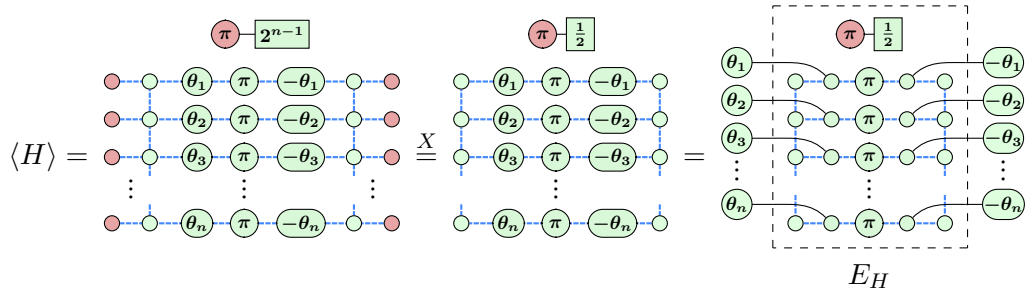 π 2ⁿ⁻¹ π 1/2 π 1/2
⟨H⟩ = θ₁ π −θ₁ =ˣ θ₁ π −θ₁ = θ₁ π −θ₁
θ₂ π −θ₂ θ₂ π −θ₂ θ₂ π −θ₂
θ₃ π −θ₃ θ₃ π −θ₃ θ₃ π −θ₃
⋮ ⋮ ⋮ ⋮ ⋮ ⋮ ⋮
θₙ π −θₙ θₙ π −θₙ θₙ π −θₙ
E_H